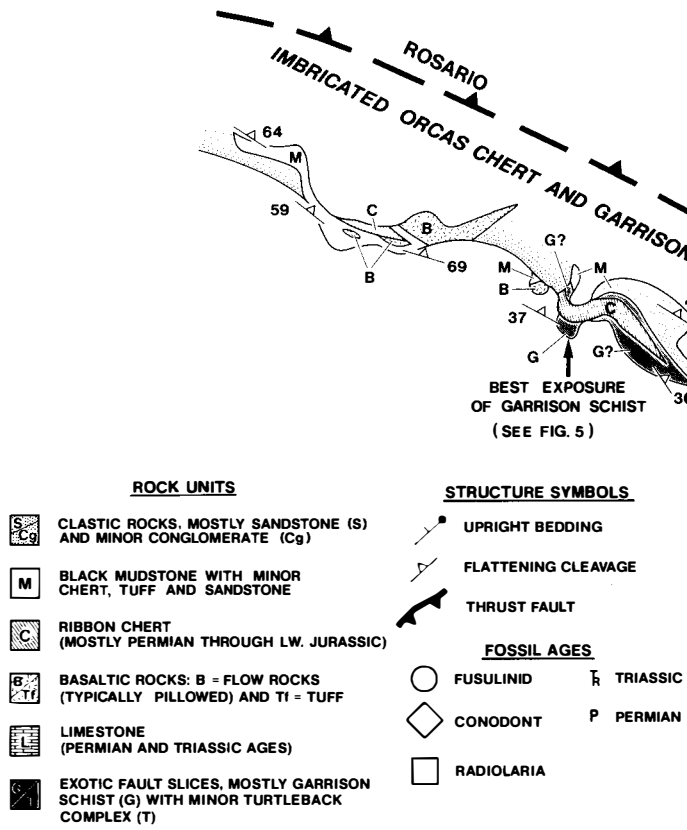 ROSARIO
IMBRICATED ORCAS CHERT AND GARRISON
64
M
59
C
B
B
69
G?
M
M
B
C
37
G
G?
BEST EXPOSURE
OF GARRISON SCHIST
(SEE FIG. 5)
ROCK UNITS
S
Cg
CLASTIC ROCKS, MOSTLY SANDSTONE (S)
AND MINOR CONGLOMERATE (Cg)
M
BLACK MUDSTONE WITH MINOR
CHERT, TUFF AND SANDSTONE
C
RIBBON CHERT
(MOSTLY PERMIAN THROUGH LW. JURASSIC)
B
Tf
BASALTIC ROCKS: B = FLOW ROCKS
(TYPICALLY PILLOWED) AND Tf = TUFF
L
LIMESTONE
(PERMIAN AND TRIASSIC AGES)
G
T
EXOTIC FAULT SLICES, MOSTLY GARRISON
SCHIST (G) WITH MINOR TURTLEBACK
COMPLEX (T)
STRUCTURE SYMBOLS
UPRIGHT BEDDING
FLATTENING CLEAVAGE
THRUST FAULT
FOSSIL AGES
FUSULINID
CONODONT
RADIOLARIA
TR TRIASSIC
P PERMIAN